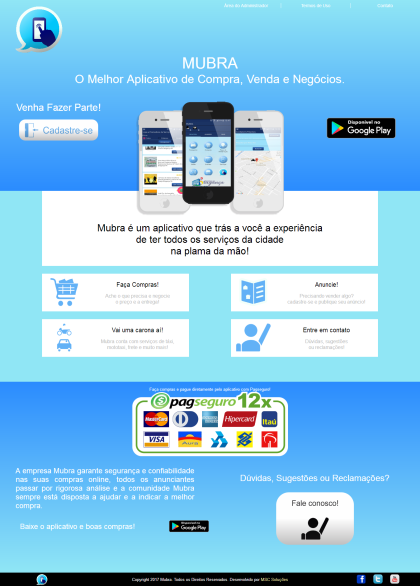 Área do Administrador | Termos de Uso | Contato
MUBRA
O Melhor Aplicativo de Compra, Venda e Negócios.
Venha Fazer Parte!
Cadastre-se
Disponível no
Google Play
Mubra é um aplicativo que trás a você a experiência
de ter todos os serviços da cidade
na plama da mão!
Faça Compras!
Ache o que precisa e negocie
o preço e a entrega!
Anuncie!
Precisando vender algo?
cadastre-se e publique seu anúncio!
Vai uma carona aí!
Mubra conta com serviços de táxi,
motoboy, frete e muito mais!
Entre em contato
Dúvidas, sugestões
ou reclamações!
Faça compras e pague diretamente pelo aplicativo com Pagseguro!
pagseguro 12x
MasterCard
Diners Club
Hipercard
Itaú
VISA
A empresa Mubra garante segurança e confiabilidade
nas suas compras online, todos os anunciantes
passar por rigorosa análise e a comunidade Mubra
sempre está disposta a ajudar e a indicar a melhor
compra.
Baixe o aplicativo e boas compras!
Disponível no
Google Play
Dúvidas, Sugestões ou Reclamações?
Fale conosco!
Copyright 2017 Mubra. Todos os Direitos Reservados. Desenvolvido por MSC Soluções